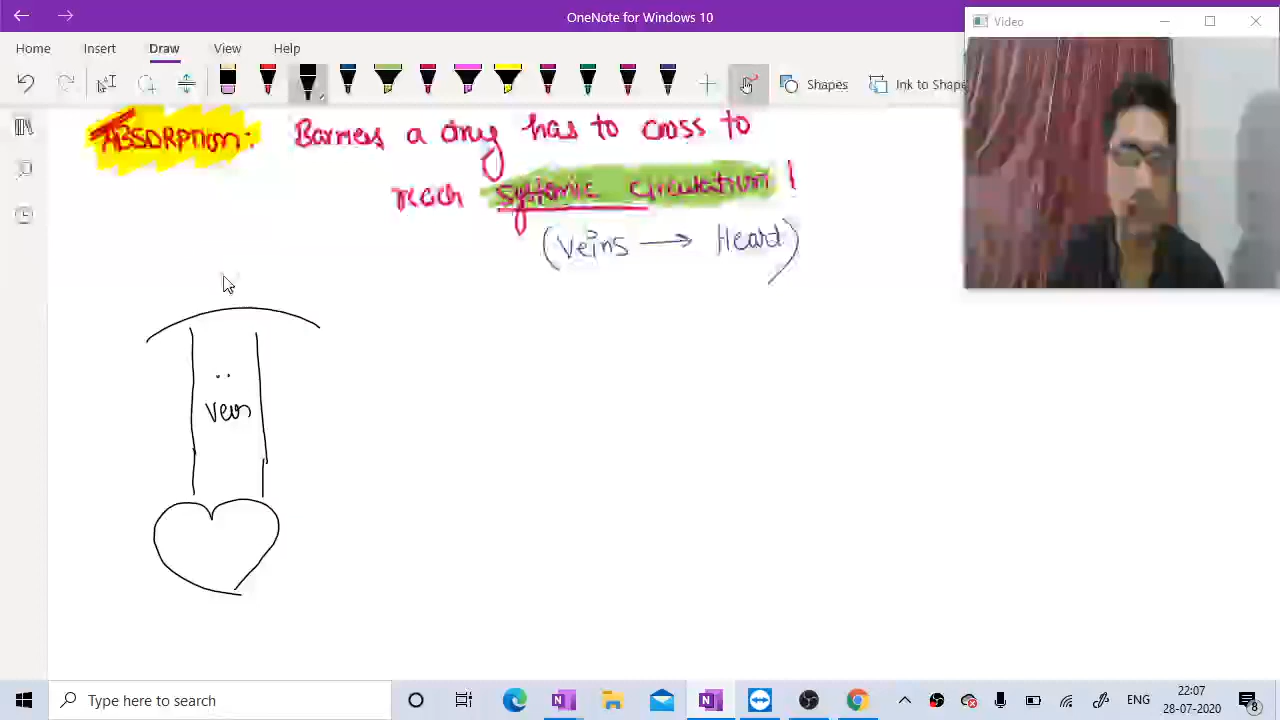 OneNote for Windows 10
Video
Home Insert Draw View Help
Shapes Ink to Shape
ABSORPTION: Barriers a drug has to cross to
reach systemic circulation!
(Veins → Heart)
Vein
Type here to search
ENG
22:07
28-07-2020
8